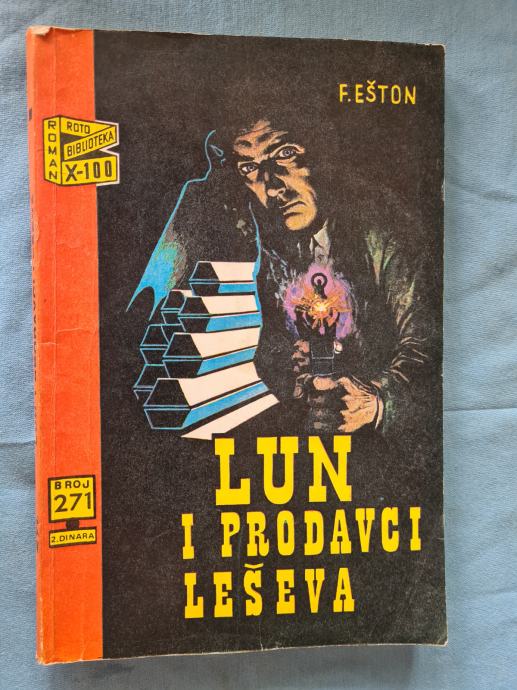 F. EŠTON
ROMAN
ROTO
BIBLIOTEKA
X-100
LUN
I PRODAVCI
LEŠEVA
BROJ
271
2. DINARA